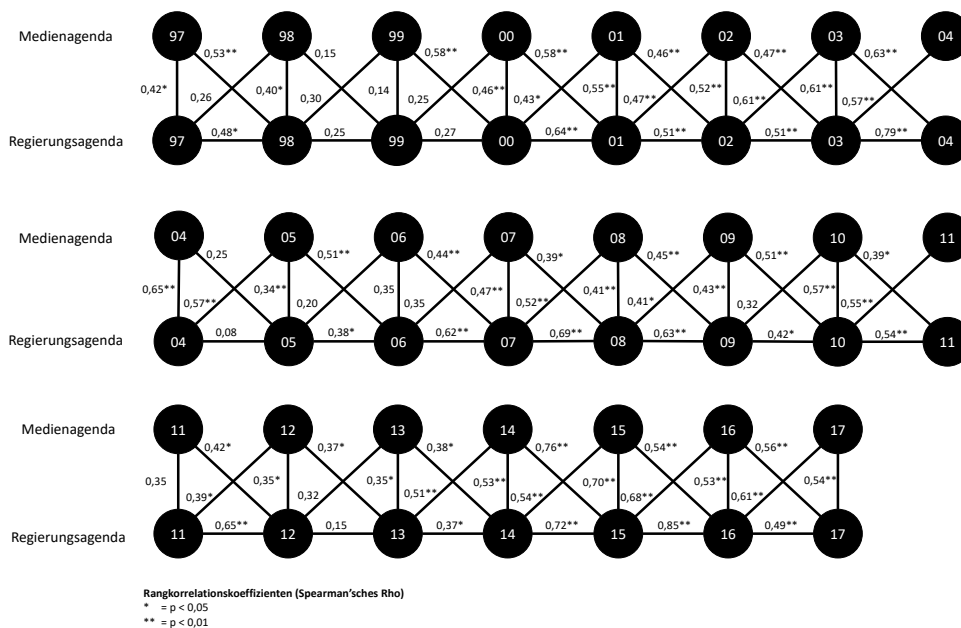 Medienagenda 97 98 99 00 01 02 03 04
0,53** 0,15 0,58** 0,58** 0,46** 0,47** 0,63**
0,42* 0,26 0,40* 0,30 0,14 0,25 0,46** 0,43* 0,55** 0,47** 0,52** 0,61** 0,61** 0,57**
Regierungsagenda 97 0,48* 98 0,25 99 0,27 00 0,64** 01 0,51** 02 0,51** 03 0,79** 04
Medienagenda 04 05 06 07 08 09 10 11
0,25 0,51** 0,44** 0,39* 0,45** 0,51** 0,39*
0,65** 0,57** 0,34** 0,20 0,35 0,35 0,47** 0,52** 0,41** 0,41* 0,43** 0,32 0,57** 0,55**
Regierungsagenda 04 0,08 05 0,38* 06 0,62** 07 0,69** 08 0,63** 09 0,42* 10 0,54** 11
Medienagenda 11 12 13 14 15 16 17
0,42* 0,37* 0,38* 0,76** 0,54** 0,56**
0,35 0,39* 0,35* 0,32 0,35* 0,51** 0,53** 0,54** 0,70** 0,68** 0,53** 0,61** 0,54**
Regierungsagenda 11 0,65** 12 0,15 13 0,37* 14 0,72** 15 0,85** 16 0,49** 17
Rangkorrelationskoeffizienten (Spearman'sches Rho)
* = p < 0,05
** = p < 0,01